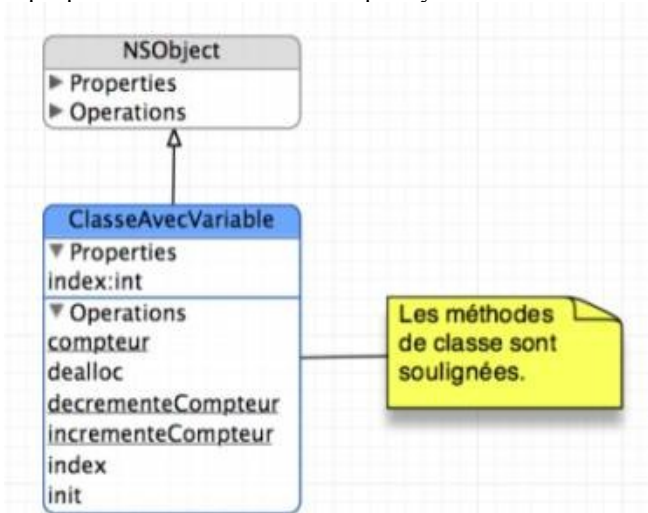 NSObject
Properties
Operations
ClasseAvecVariable
Properties
index:int
Operations
compteur
dealloc
decrementeCompteur
incrementeCompteur
index
init
Les méthodes
de classe sont
soulignées.